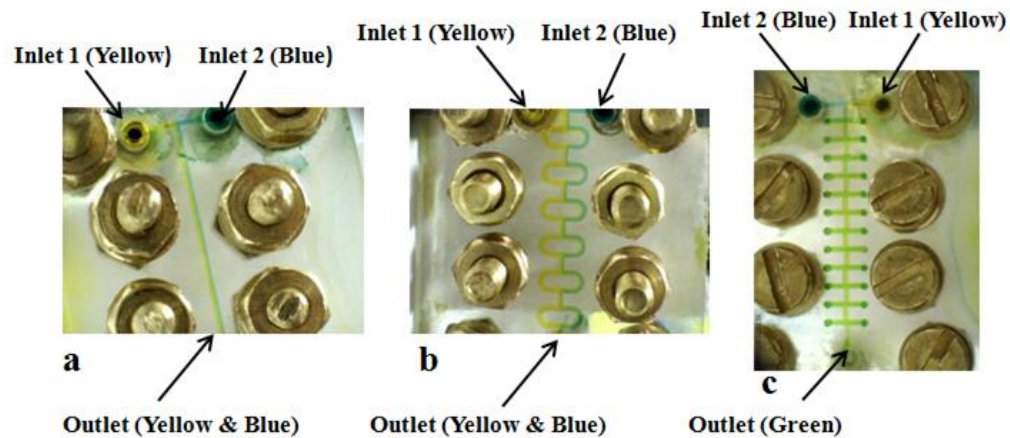 Inlet 1 (Yellow)
Inlet 2 (Blue)
a
Outlet (Yellow & Blue)
Inlet 1 (Yellow)
Inlet 2 (Blue)
b
Outlet (Yellow & Blue)
Inlet 2 (Blue)
Inlet 1 (Yellow)
c
Outlet (Green)